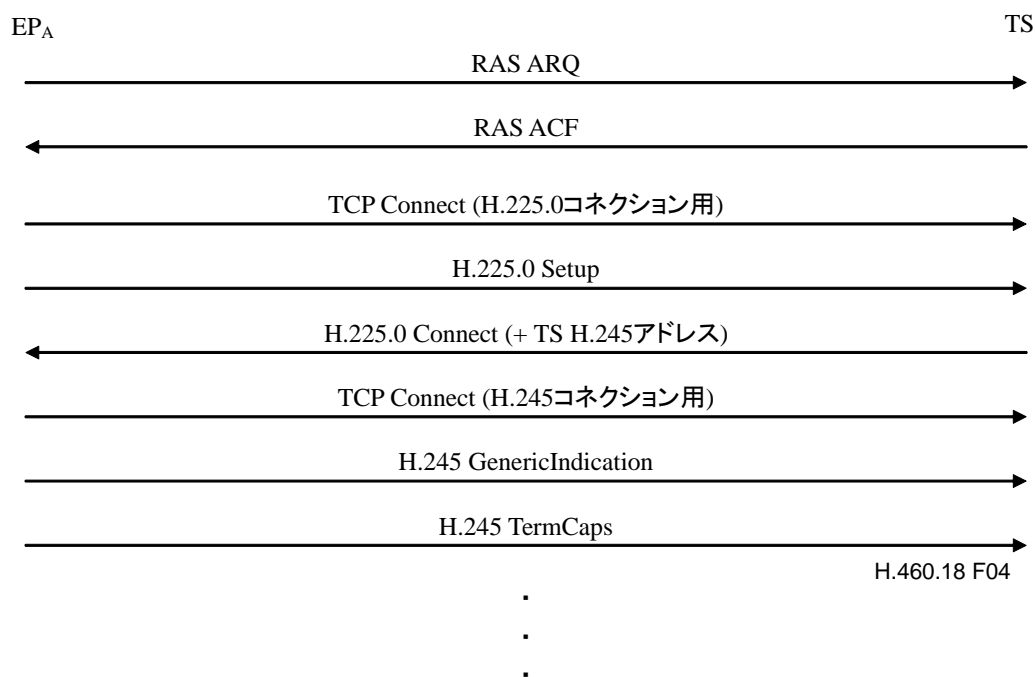 EPA TS
RAS ARQ
RAS ACF
TCP Connect (H.225.0コネクション用)
H.225.0 Setup
H.225.0 Connect (+ TS H.245アドレス)
TCP Connect (H.245コネクション用)
H.245 GenericIndication
H.245 TermCaps
H.460.18 F04